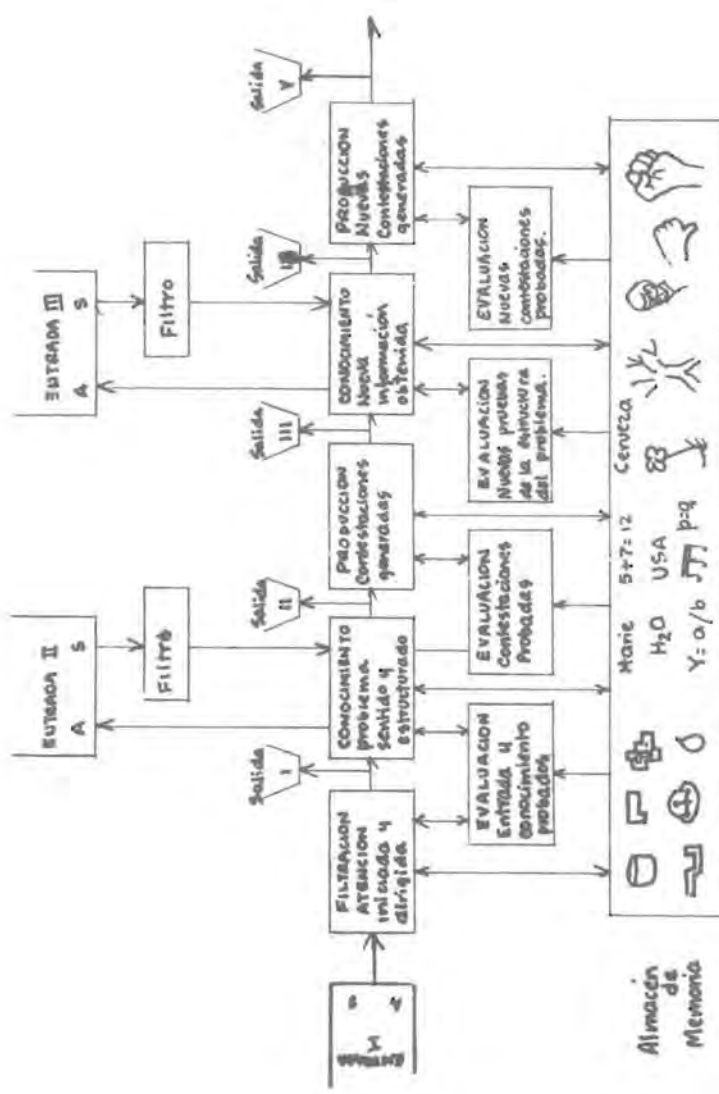 ENTRADA II
A S
ENTRADA III
A S
Filtro
Filtro
Salida
I
Salida
II
Salida
III
Salida
Salida
V
ENTRADA
I
A
S
FILTRACION
ATENCION
iniciada y
dirigida
CONOCIMIENTO
problema
sentido y
estructurado
PRODUCCION
Contestaciones
generadas
CONOCIMIENTO
Nueva
información
obtenida
PRODUCCION
Nuevas
Contestaciones
generadas
EVALUACION
Entrada y
conocimiento
probados
EVALUACION
Contestaciones
Probadas
EVALUACION
Nuevas pruebas
de la estructura
del problema.
EVALUACION
Nuevas
contestaciones
probadas.
Almacén
de
Memoria
Marie 5+7=12 Cerveza
H2O USA
Y=a/b p=q